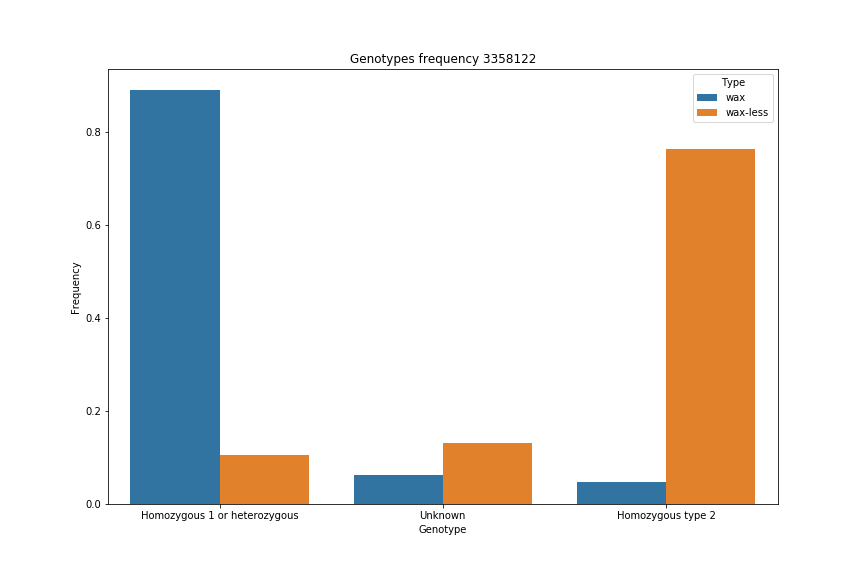 Genotypes frequency 3358122
Type
wax
wax-less
0.8
0.6
0.4
0.2
0.0
Frequency
Homozygous 1 or heterozygous
Unknown
Homozygous type 2
Genotype